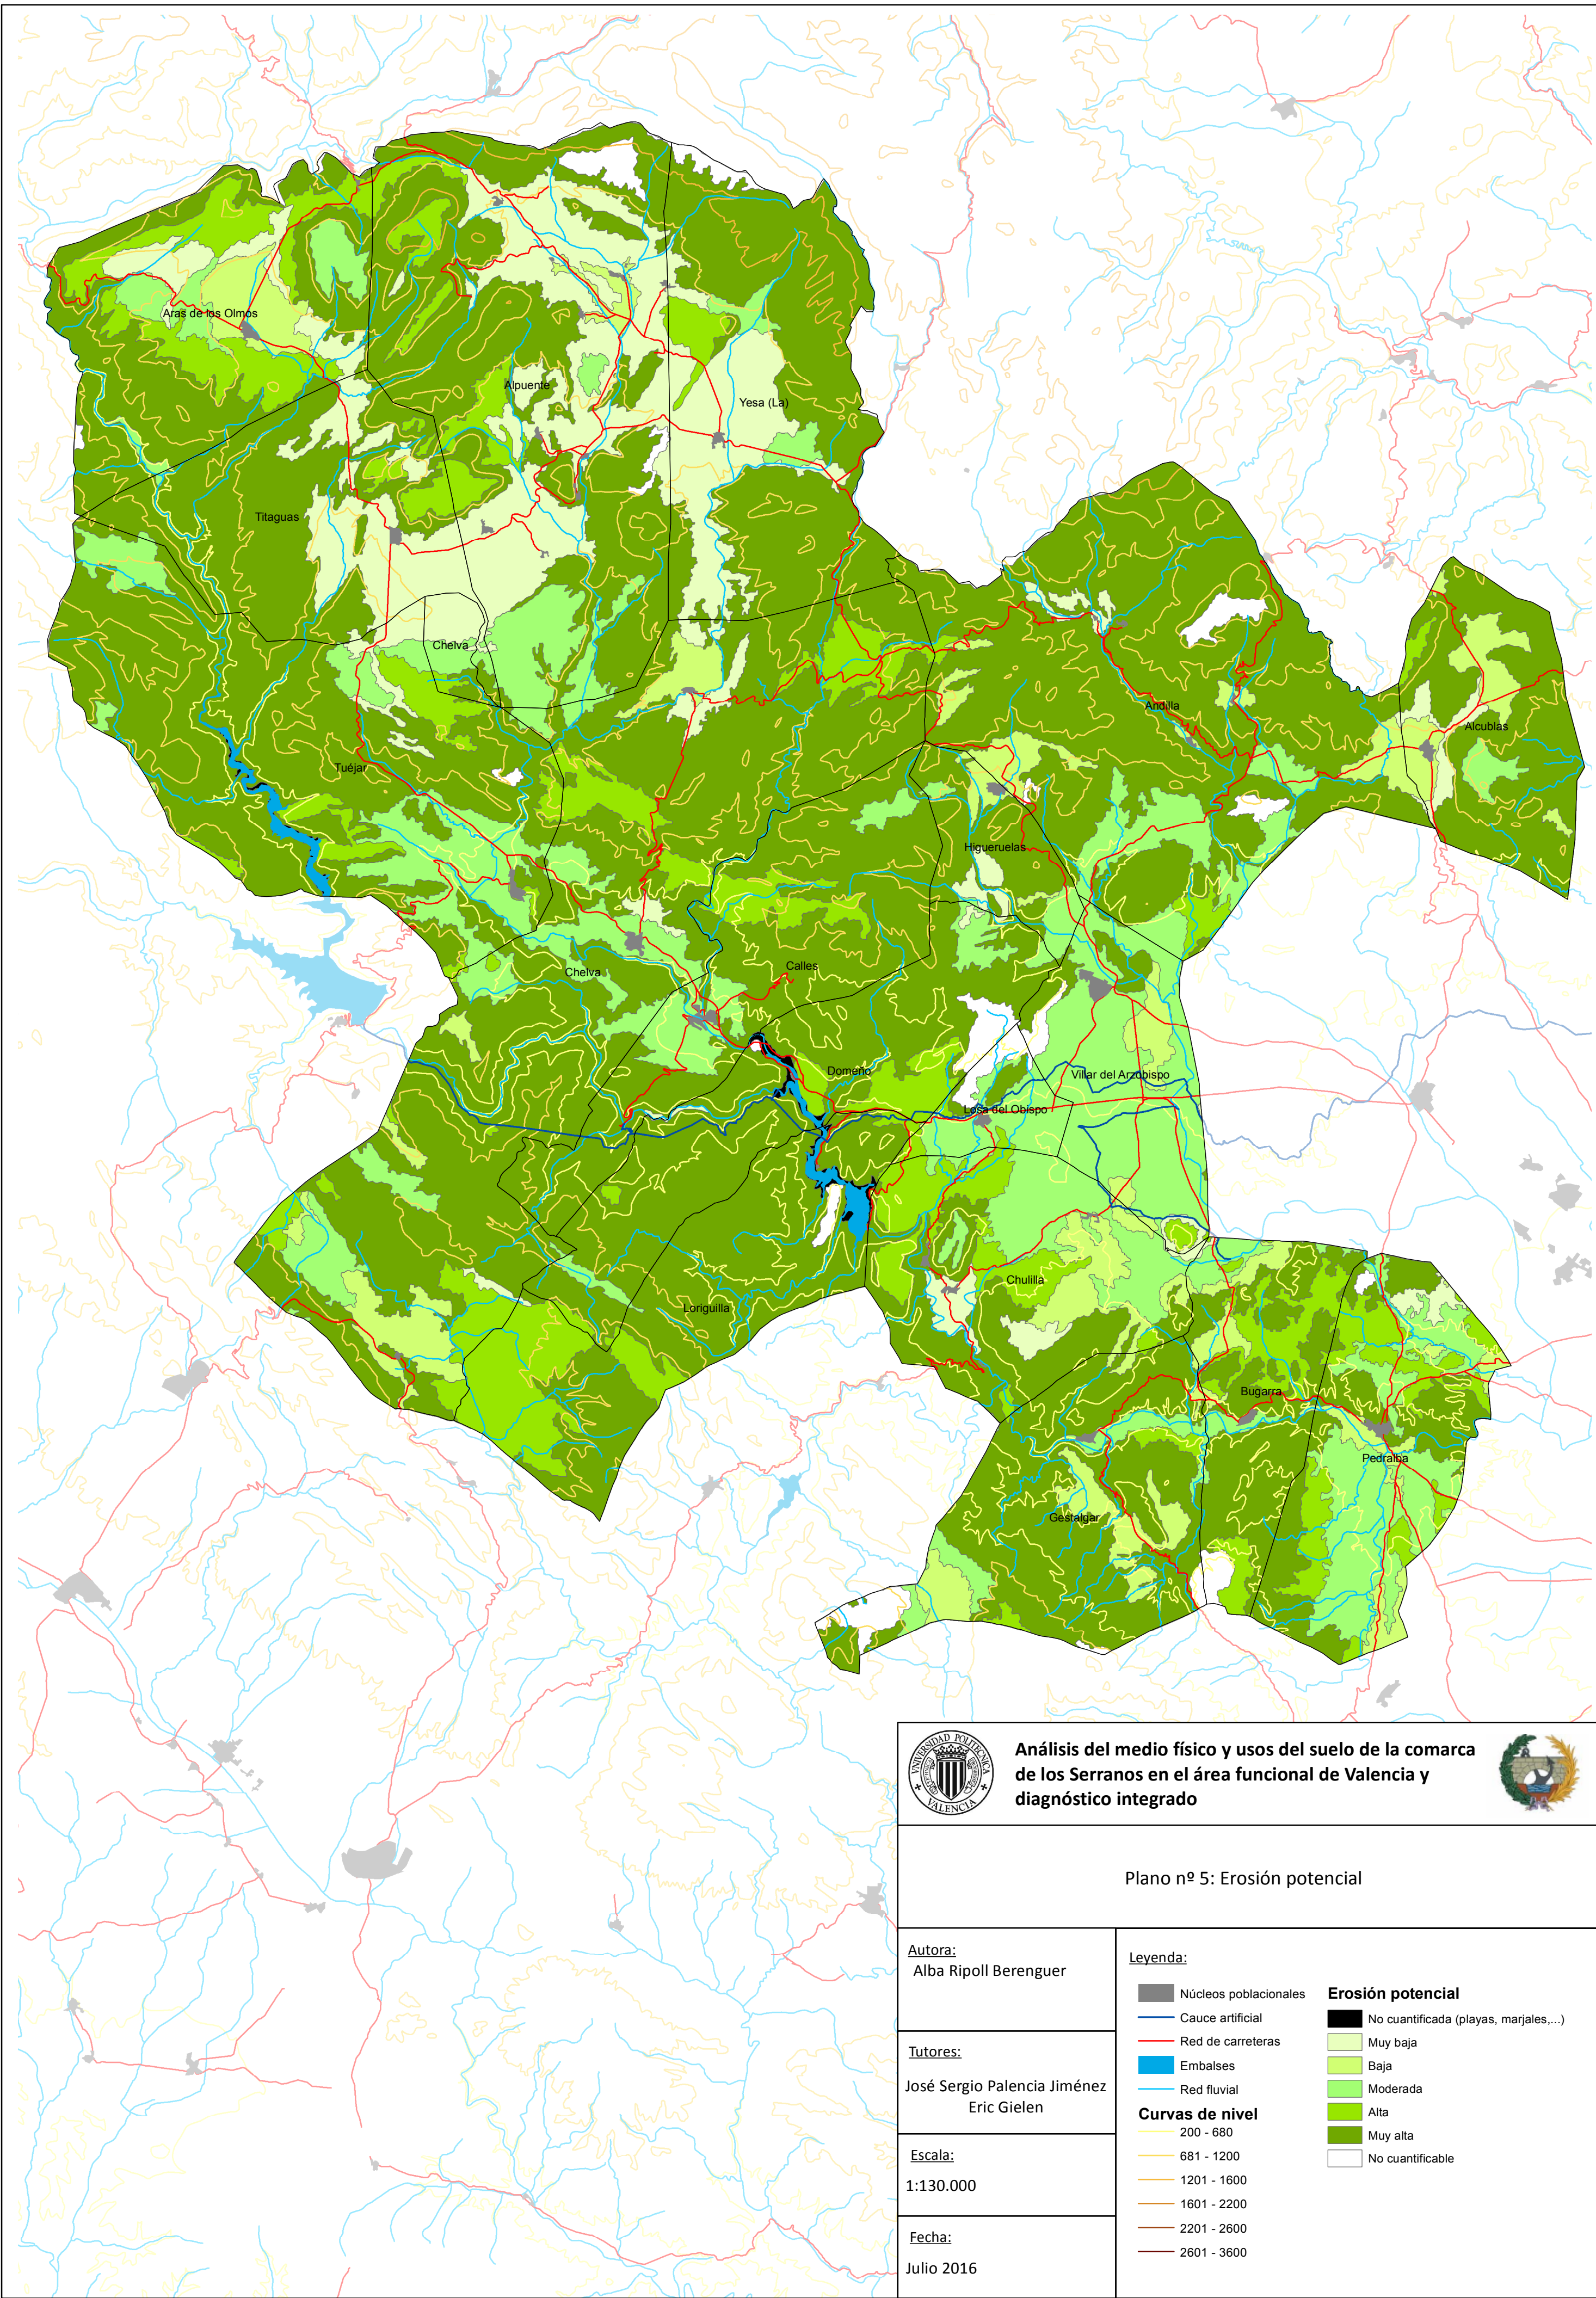 Aras de los Olmos
Alpuente
Yesa (La)
Titaguas
Chelva
Andilla
Alcublas
Tuéjar
Higueruelas
Calles
Chelva
Domeño
Villar del Arzobispo
Losa del Obispo
Chulilla
Loriguilla
Bugarra
Pedralba
Gestalgar
UNIVERSIDAD POLITECNICA
VALENCIA
Análisis del medio físico y usos del suelo de la comarca
de los Serranos en el área funcional de Valencia y
diagnóstico integrado
Plano nº 5: Erosión potencial
Autora:
Alba Ripoll Berenguer
Tutores:
José Sergio Palencia Jiménez
Eric Gielen
Escala:
1:130.000
Fecha:
Julio 2016
Leyenda:
Núcleos poblacionales
Cauce artificial
Red de carreteras
Embalses
Red fluvial
Curvas de nivel
200 - 680
681 - 1200
1201 - 1600
1601 - 2200
2201 - 2600
2601 - 3600
Erosión potencial
No cuantificada (playas, marjales,...)
Muy baja
Baja
Moderada
Alta
Muy alta
No cuantificable